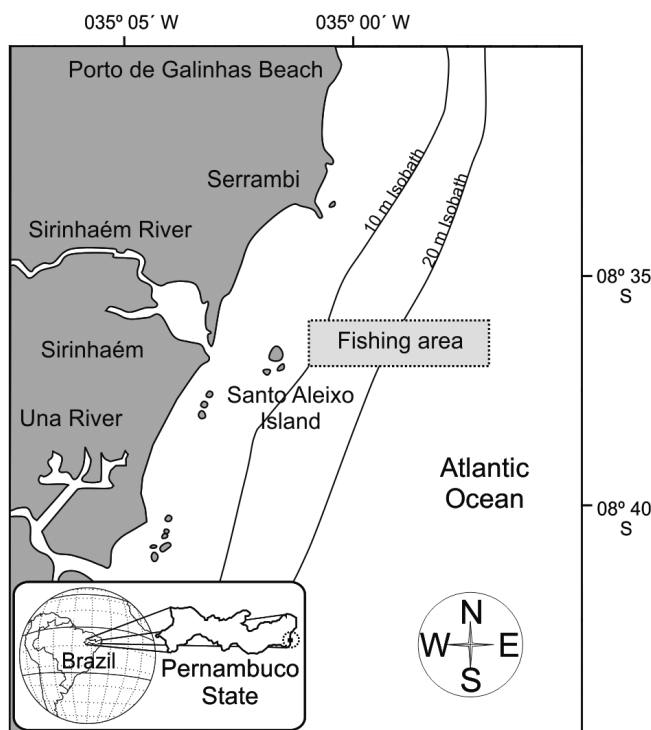 035º 05´ W
035º 00´ W
Porto de Galinhas Beach
Serrambi
10 m Isobath
20 m Isobath
Sirinhaém River
08º 35
S
Fishing area
Sirinhaém
Santo Aleixo
Island
Una River
Atlantic
Ocean
08º 40
S
Brazil
Pernambuco
State
N
W
E
S